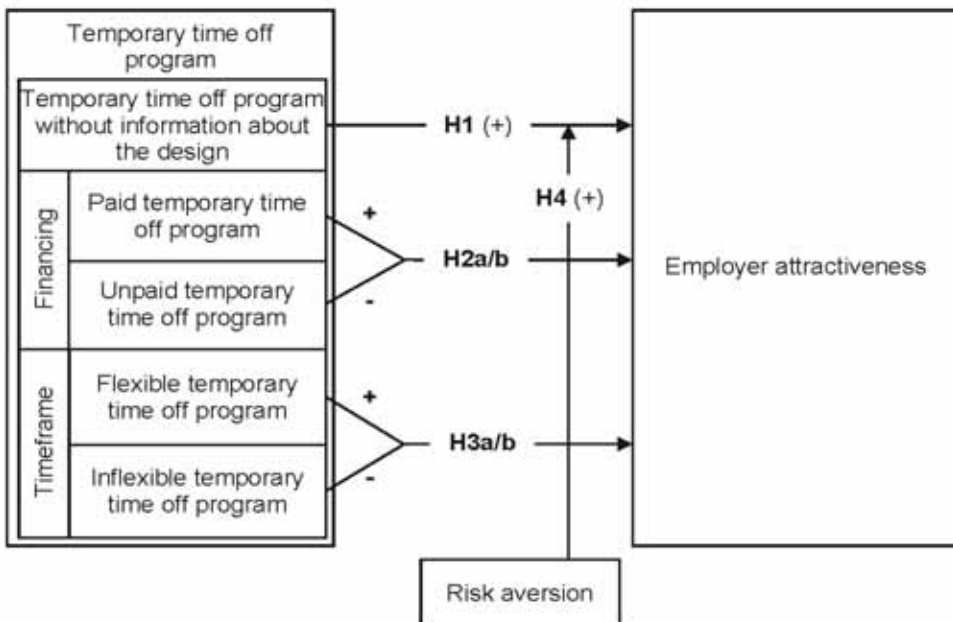 Temporary time off
program
Temporary time off program
without information about
the design
Financing
Paid temporary time
off program
Unpaid temporary
time off program
Timeframe
Flexible temporary
time off program
Inflexible temporary
time off program
+
-
+
-
H1 (+)
H4 (+)
H2a/b
H3a/b
Employer attractiveness
Risk aversion